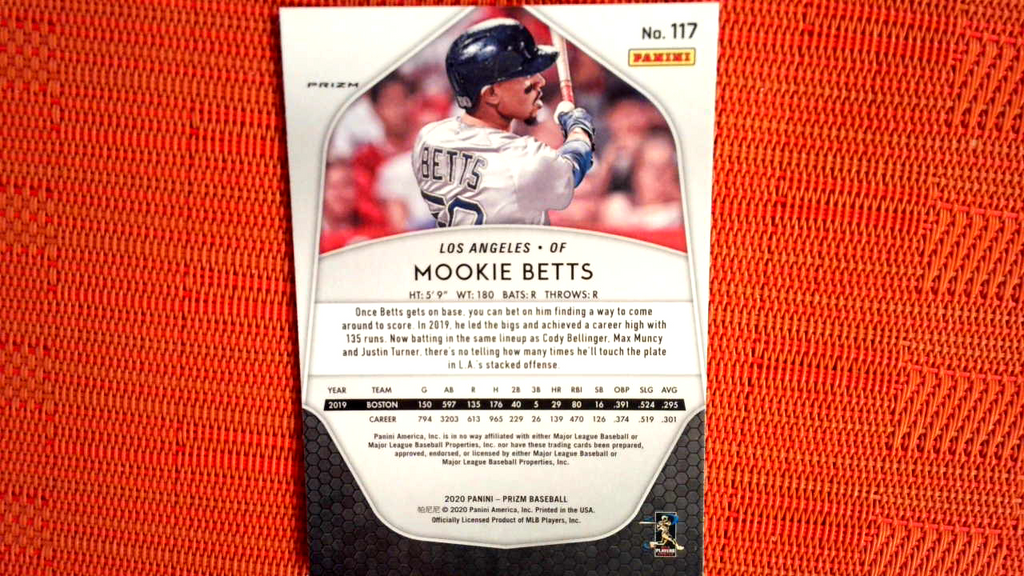 No. 117
PANINI
PRIZM
BETTS
50
LOS ANGELES • OF
MOOKIE BETTS
HT: 5' 9" WT: 180 BATS: R THROWS: R
Once Betts gets on base, you can bet on him finding a way to come
around to score. In 2019, he led the bigs and achieved a career high with
135 runs. Now batting in the same lineup as Cody Bellinger, Max Muncy
and Justin Turner, there's no telling how many times he'll touch the plate
in L.A.'s stacked offense.
YEAR TEAM G AB R H 2B 3B HR RBI SB OBP SLG AVG
2019 BOSTON 150 597 135 176 40 5 29 80 16 .391 .524 .295
CAREER 794 3203 613 965 229 26 139 470 126 .374 .519 .301
Panini America, Inc. is in no way affiliated with either Major League Baseball or
Major League Baseball Properties, Inc. nor have these trading cards been prepared,
approved, endorsed, or licensed by either Major League Baseball or
Major League Baseball Properties, Inc.
2020 PANINI – PRIZM BASEBALL
帕尼尼 © 2020 Panini America, Inc. Printed in the USA.
Officially Licensed Product of MLB Players, Inc.
PLAYERS